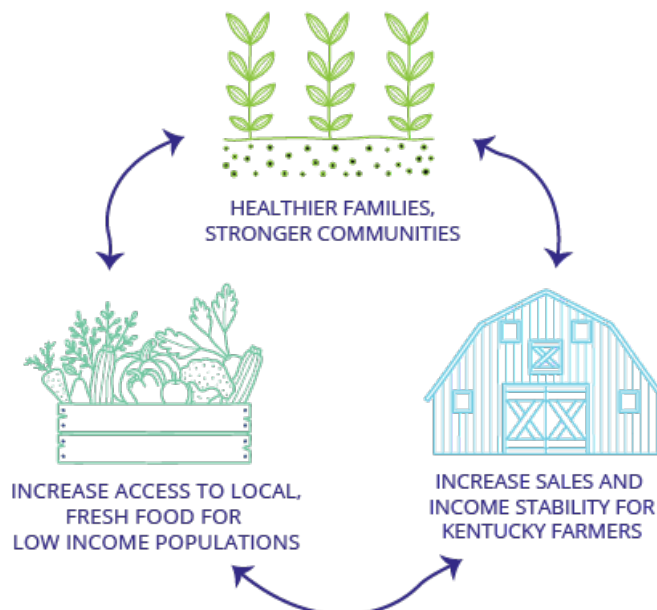 HEALTHIER FAMILIES,
STRONGER COMMUNITIES
INCREASE ACCESS TO LOCAL,
FRESH FOOD FOR
LOW INCOME POPULATIONS
INCREASE SALES AND
INCOME STABILITY FOR
KENTUCKY FARMERS